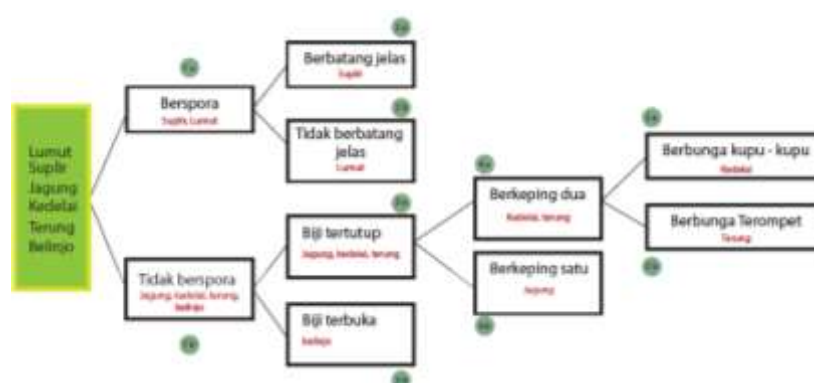 Lumut
Suplir
Jagung
Kedelai
Terung
Belinjo
Berspora
Suplir, Lumut
Tidak berspora
Jagung, kedelai, terung,
belinjo
Berbatang jelas
Suplir
Tidak berbatang
jelas
Lumut
Biji tertutup
Jagung, kedelai, terung
Biji terbuka
belinjo
Berkeping dua
Kedelai, terung
Berkeping satu
Jagung
Berbunga kupu - kupu
Kedelai
Berbunga Terompet
Terung